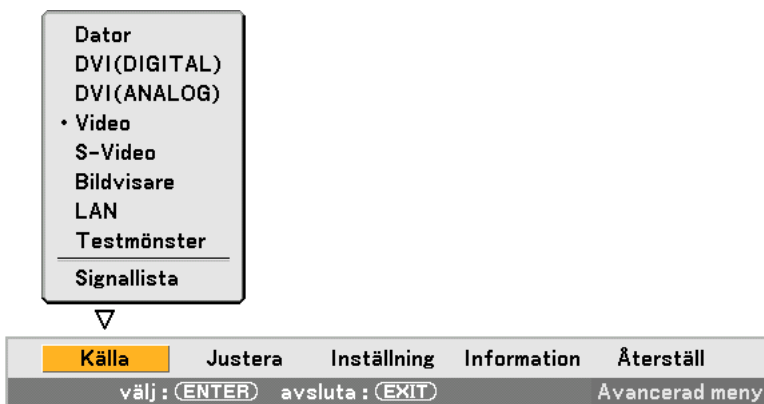 Dator
DVI(DIGITAL)
DVI(ANALOG)
• Video
S-Video
Bildvisare
LAN
Testmönster
Signallista
Källa Justera Inställning Information Återställ
välj : ENTER avsluta : EXIT Avancerad meny